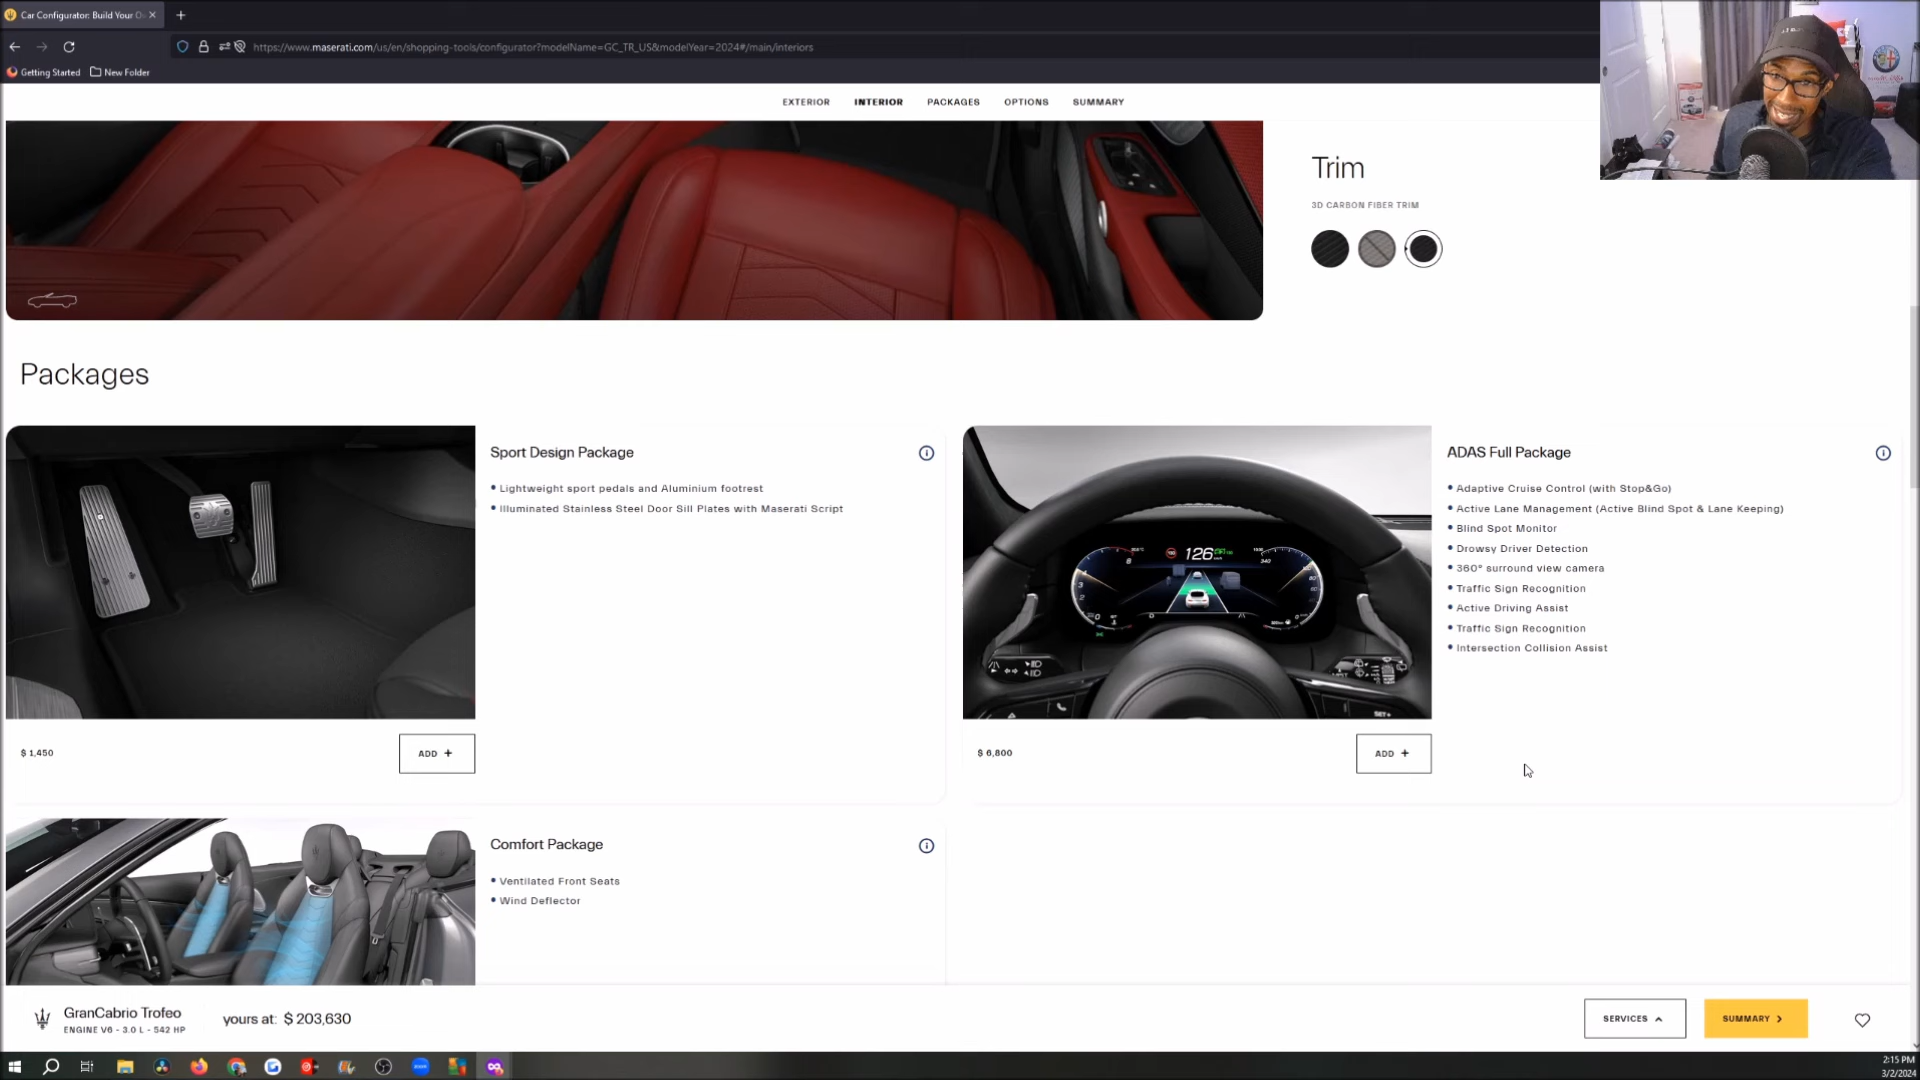 Car Configurator: Build Your O
https://www.maserati.com/us/en/shopping-tools/configurator?modelName=GC_TR_US&modelYear=2024#/main/interiors
Getting Started New Folder
EXTERIOR INTERIOR PACKAGES OPTIONS SUMMARY
Trim
3D CARBON FIBER TRIM
Packages
Sport Design Package
Lightweight sport pedals and Aluminium footrest
Illuminated Stainless Steel Door Sill Plates with Maserati Script
$ 1,450
ADD +
ADAS Full Package
Adaptive Cruise Control (with Stop&Go)
Active Lane Management (Active Blind Spot & Lane Keeping)
Blind Spot Monitor
Drowsy Driver Detection
360° surround view camera
Traffic Sign Recognition
Active Driving Assist
Traffic Sign Recognition
Intersection Collision Assist
126
$ 6,800
ADD +
Comfort Package
Ventilated Front Seats
Wind Deflector
GranCabrio Trofeo
ENGINE V6 - 3.0 L - 542 HP
yours at: $ 203,630
SERVICES
SUMMARY
2:15 PM
3/2/2024